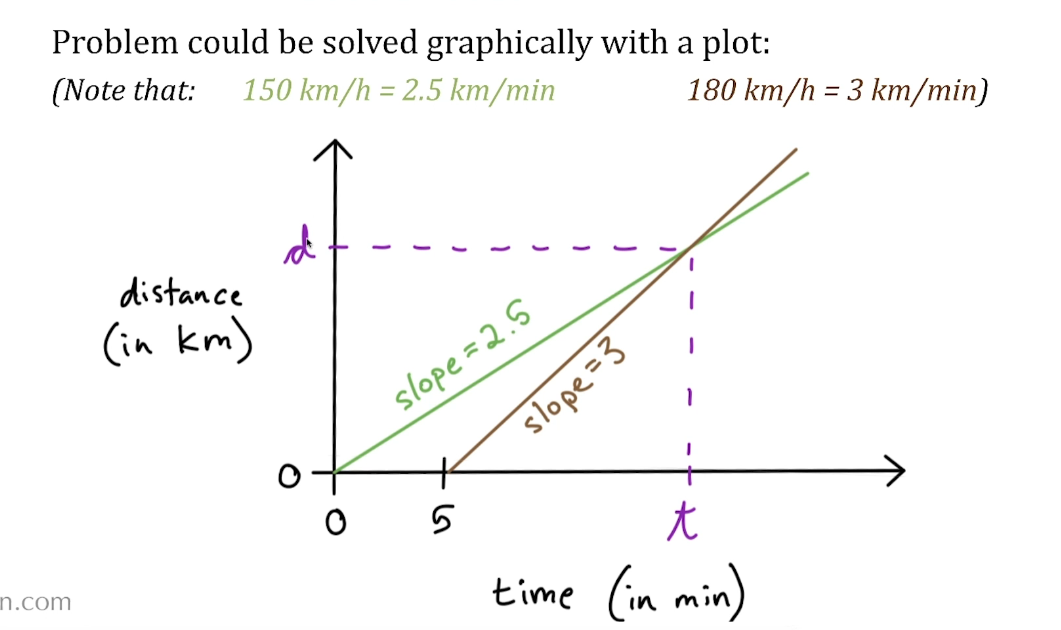 Problem could be solved graphically with a plot:
(Note that: 150 km/h = 2.5 km/min 180 km/h = 3 km/min)
d
distance
(in km)
slope = 2.5
slope = 3
0
0 5 t
time (in min)
n.com